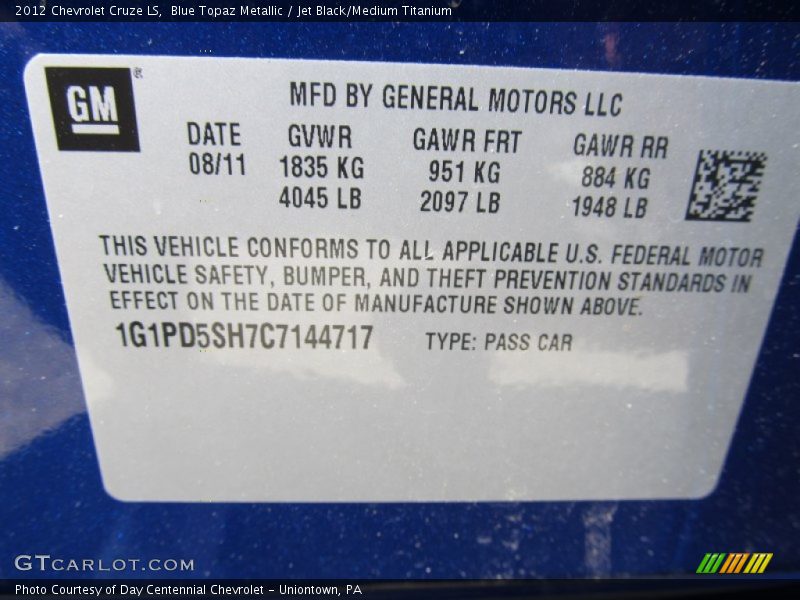 2012 Chevrolet Cruze LS,  Blue Topaz Metallic / Jet Black/Medium Titanium
GM ®
MFD BY GENERAL MOTORS LLC
DATE GVWR GAWR FRT GAWR RR
08/11 1835 KG 951 KG 884 KG
4045 LB 2097 LB 1948 LB
THIS VEHICLE CONFORMS TO ALL APPLICABLE U.S. FEDERAL MOTOR
VEHICLE SAFETY, BUMPER, AND THEFT PREVENTION STANDARDS IN
EFFECT ON THE DATE OF MANUFACTURE SHOWN ABOVE.
1G1PD5SH7C7144717 TYPE: PASS CAR
GTCARLOT.COM
Photo Courtesy of Day Centennial Chevrolet - Uniontown, PA